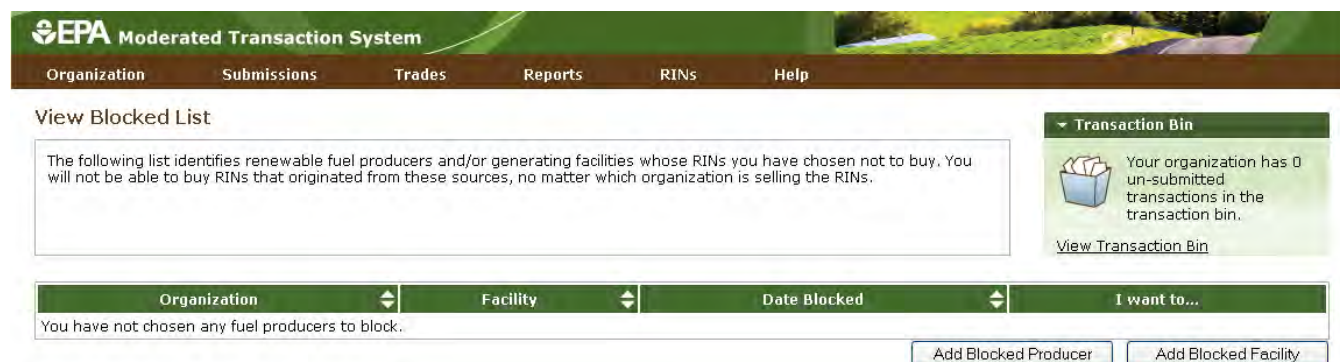 EPA Moderated Transaction System
Organization Submissions Trades Reports RINs Help
View Blocked List
The following list identifies renewable fuel producers and/or generating facilities whose RINs you have chosen not to buy. You
will not be able to buy RINs that originated from these sources, no matter which organization is selling the RINs.
Transaction Bin
Your organization has 0
un-submitted
transactions in the
transaction bin.
View Transaction Bin
Organization Facility Date Blocked I want to...
You have not chosen any fuel producers to block.
Add Blocked Producer Add Blocked Facility